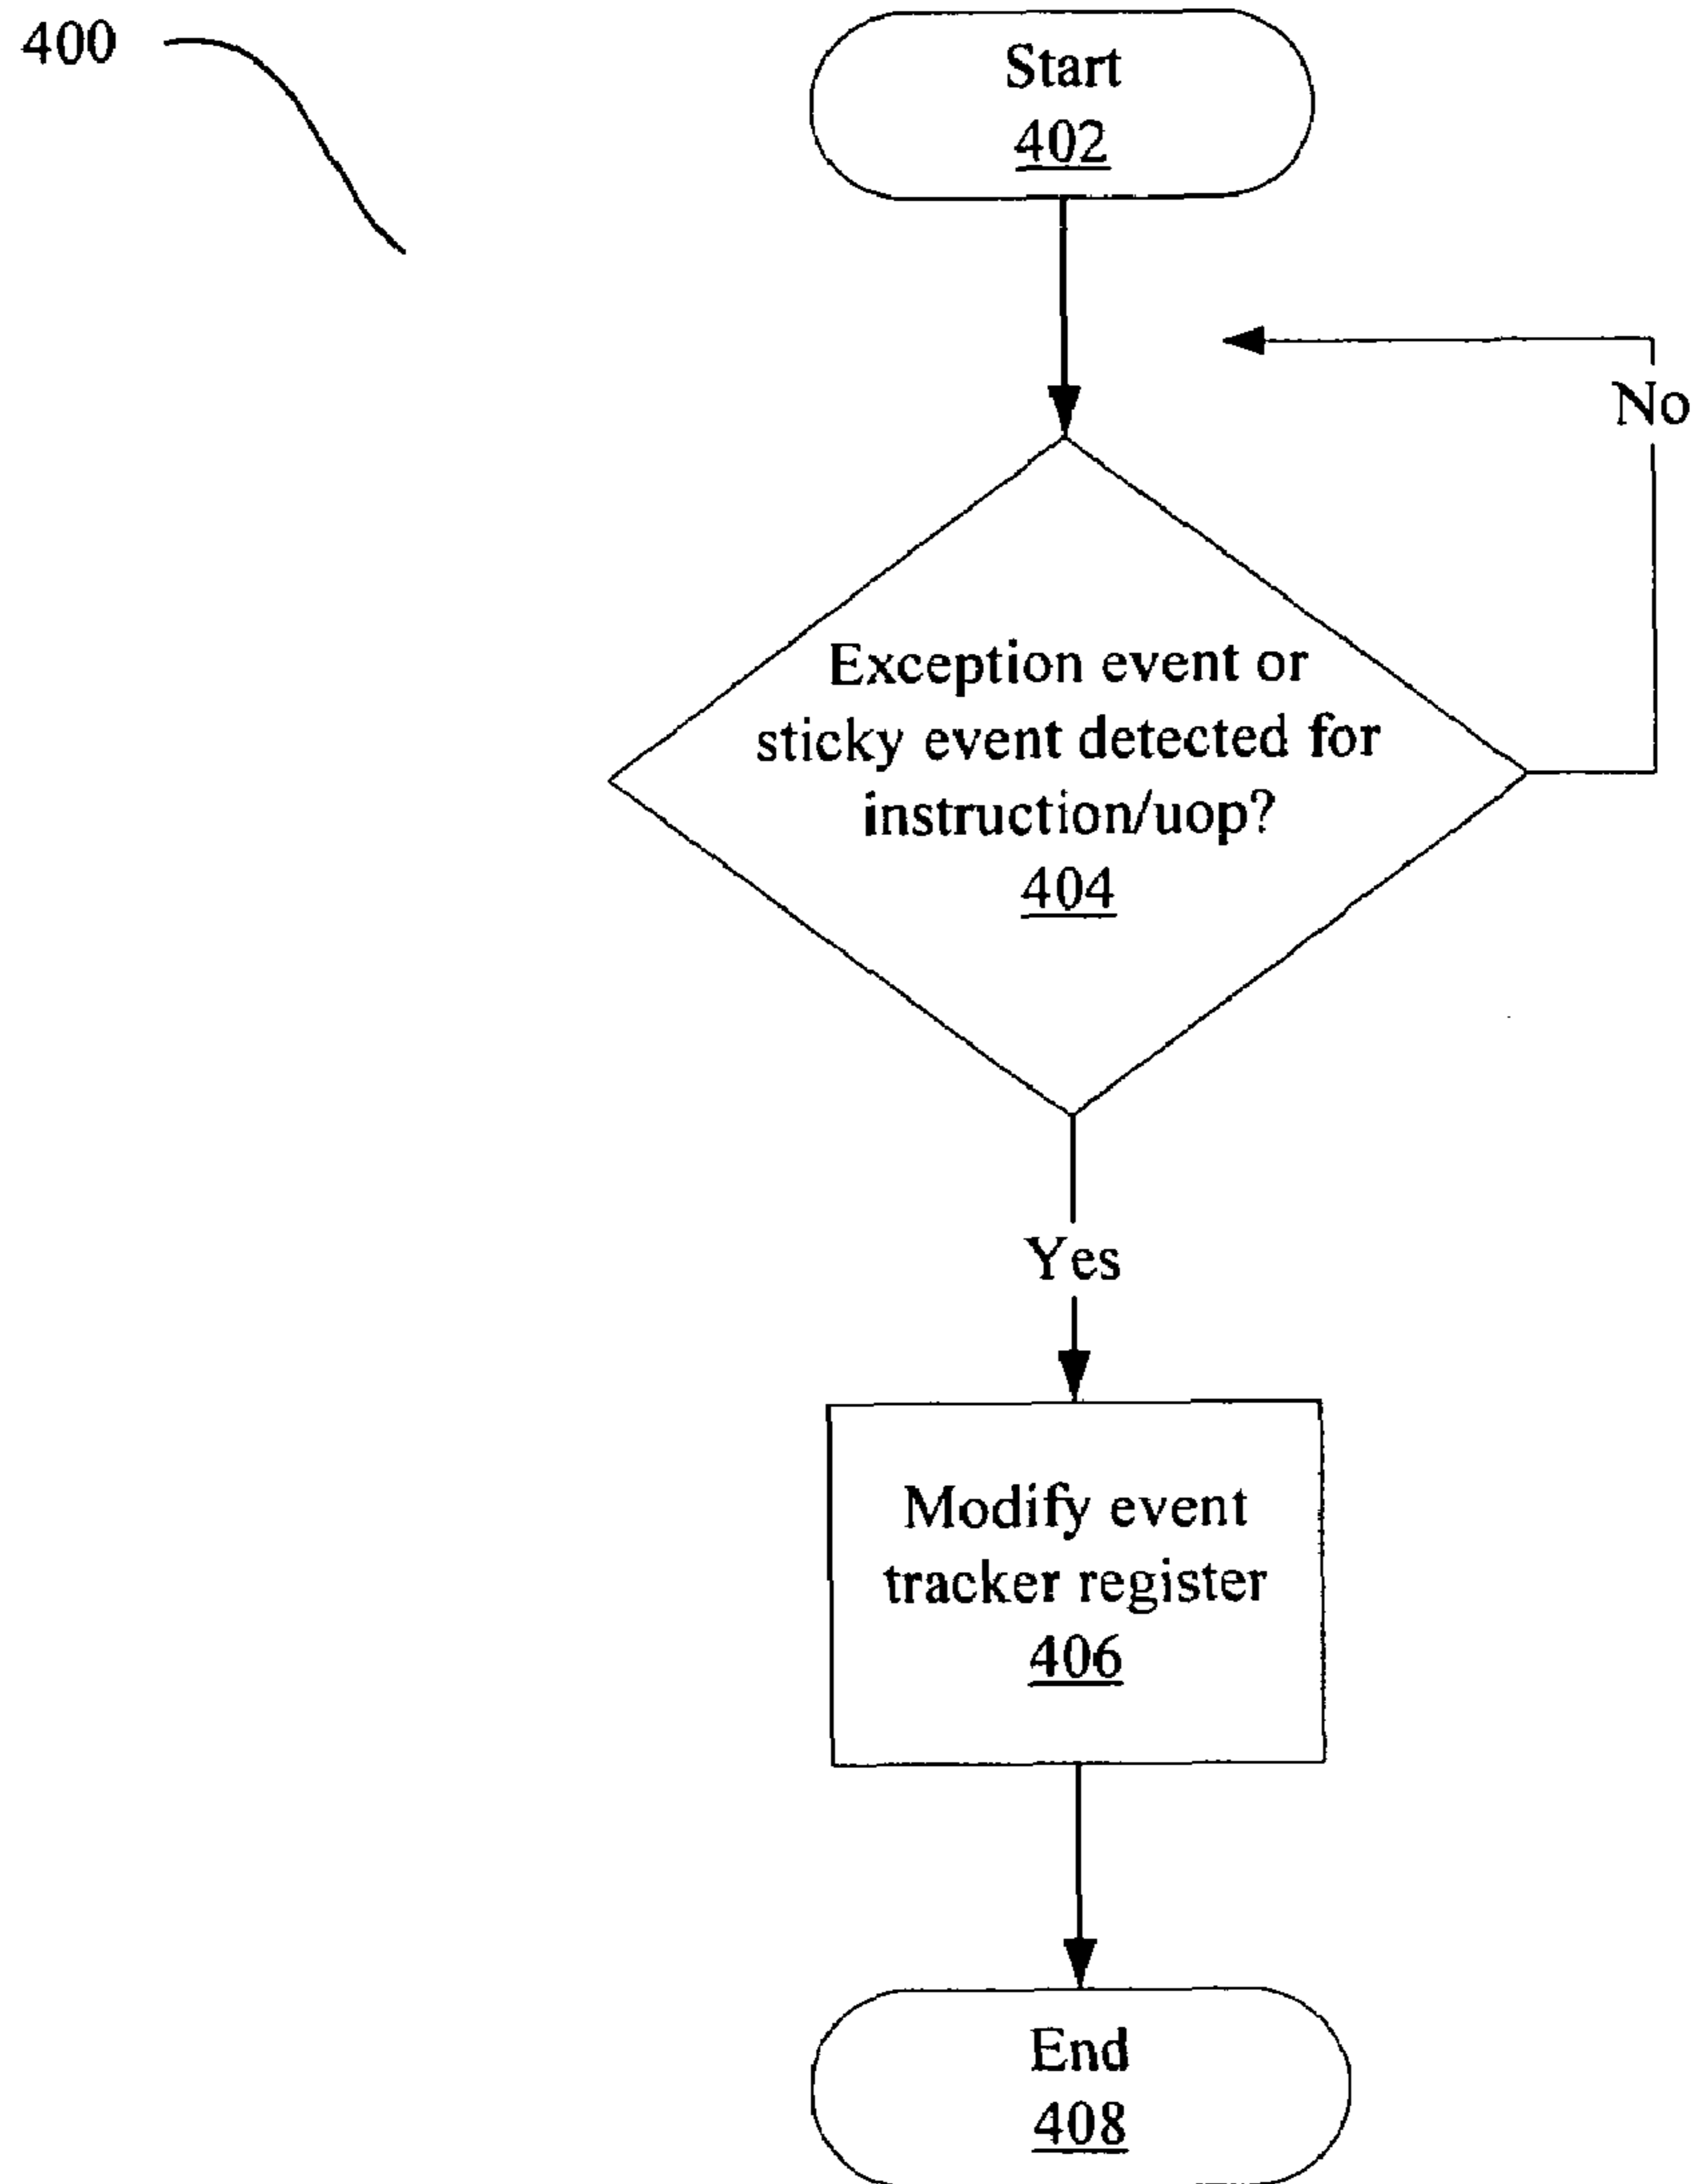 400
Start
402
No
Exception event or
sticky event detected for
instruction/uop?
404
Yes
Modify event
tracker register
406
End
408